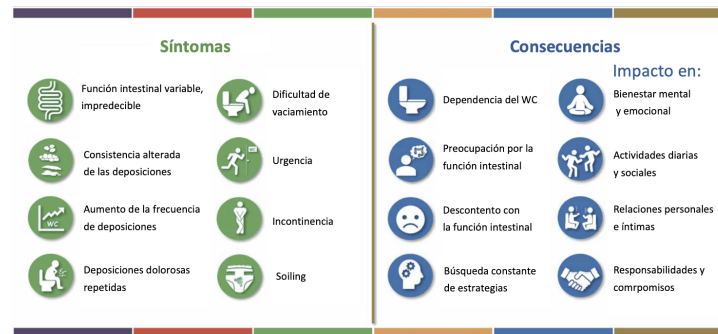 Síntomas
Función intestinal variable,
impredecible
Consistencia alterada
de las deposiciones
WC
Aumento de la frecuencia
de deposiciones
Deposiciones dolorosas
repetidas
Dificultad de
vaciamiento
Urgencia
Incontinencia
Soiling
Consecuencias
Dependencia del WC
Preocupación por la
función intestinal
Descontento con
la función intestinal
Búsqueda constante
de estrategias
Impacto en:
Bienestar mental
y emocional
Actividades diarias
y sociales
Relaciones personales
e íntimas
Responsabilidades y
comrpomisos